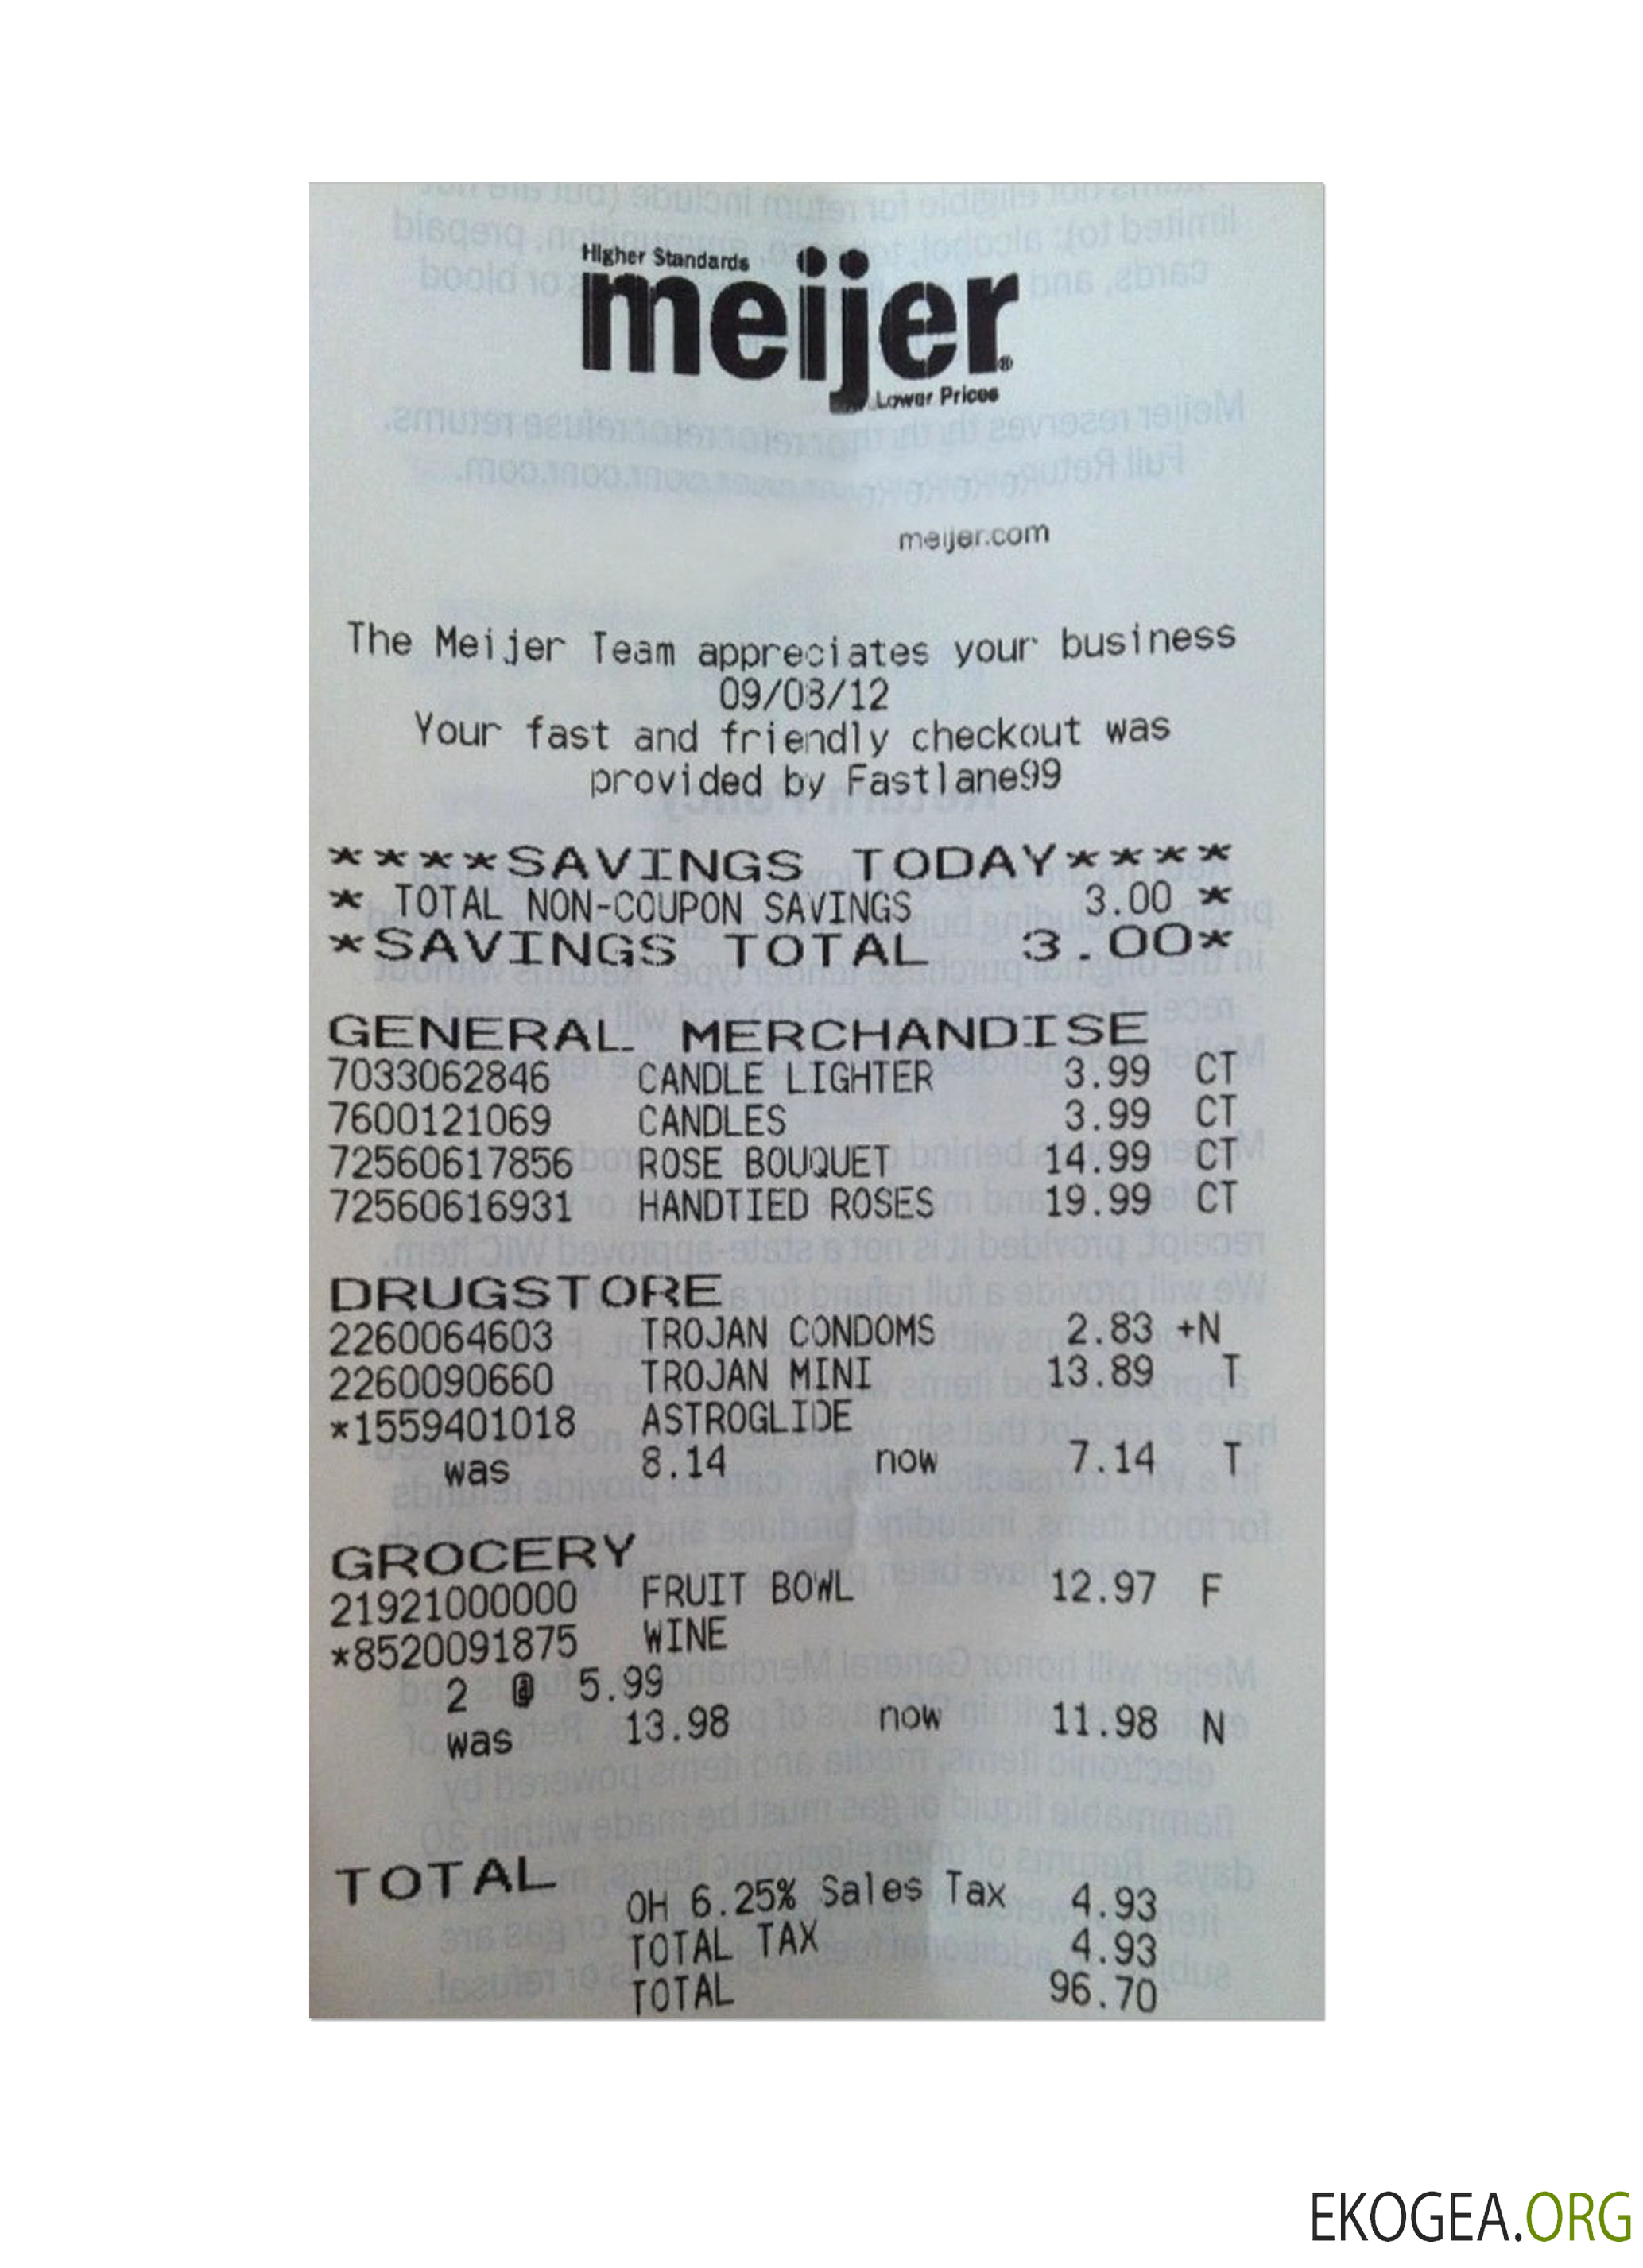 Higher Standards
meijer®
Lower Prices
meijer.com
The Meijer Team appreciates your business
09/08/12
Your fast and friendly checkout was
provided by Fastlane99
****SAVINGS TODAY****
* TOTAL NON-COUPON SAVINGS 3.00 *
*SAVINGS TOTAL 3.00*
GENERAL MERCHANDISE
7033062846 CANDLE LIGHTER 3.99 CT
7600121069 CANDLES 3.99 CT
72560617856 ROSE BOUQUET 14.99 CT
72560616931 HANDTIED ROSES 19.99 CT
DRUGSTORE
2260064603 TROJAN CONDOMS 2.83 +N
2260090660 TROJAN MINI 13.89 T
*1559401018 ASTROGLIDE
was 8.14 now 7.14 T
GROCERY
21921000000 FRUIT BOWL 12.97 F
*8520091875 WINE
2 @ 5.99
was 13.98 now 11.98 N
TOTAL
OH 6.25% Sales Tax 4.93
TOTAL TAX 4.93
TOTAL 96.70
EKOGEA.ORG